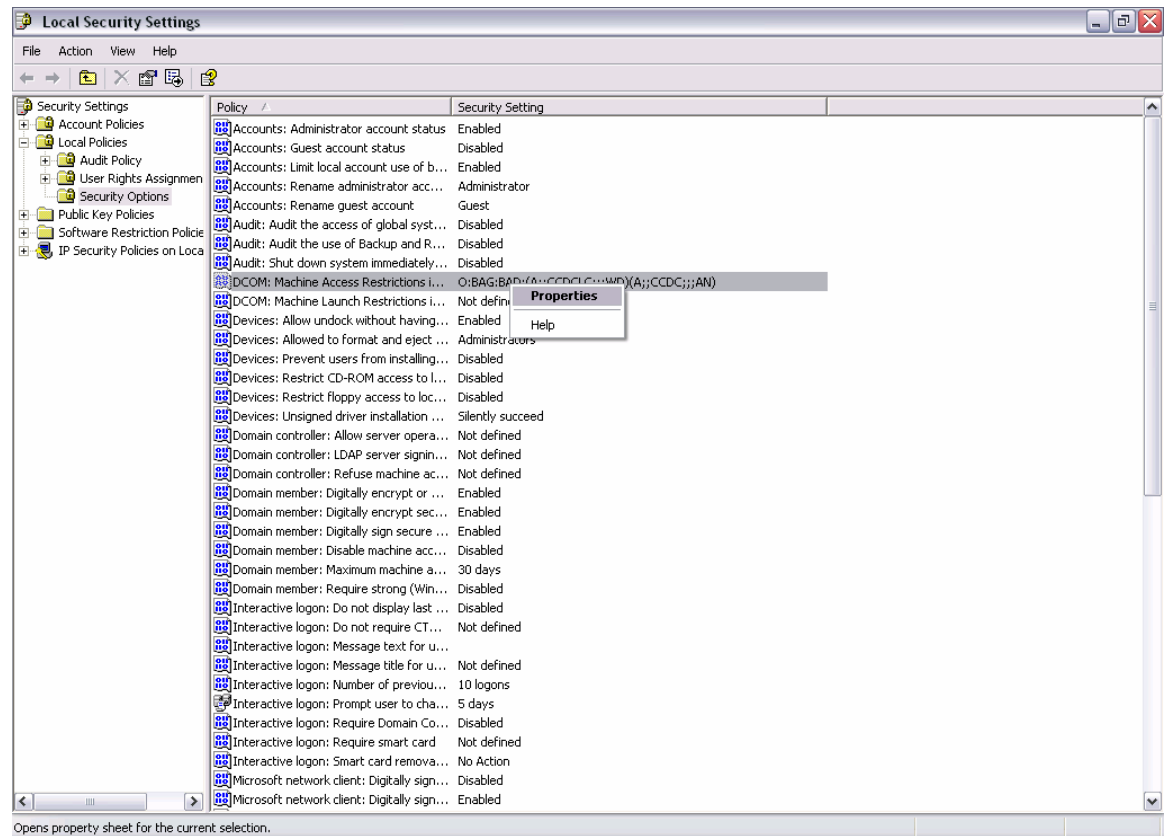 Local Security Settings
File Action View Help
Security Settings
Account Policies
Local Policies
Audit Policy
User Rights Assignmen
Security Options
Public Key Policies
Software Restriction Policie
IP Security Policies on Loca
Policy Security Setting
Accounts: Administrator account status Enabled
Accounts: Guest account status Disabled
Accounts: Limit local account use of b... Enabled
Accounts: Rename administrator acc... Administrator
Accounts: Rename guest account Guest
Audit: Audit the access of global syst... Disabled
Audit: Audit the use of Backup and R... Disabled
Audit: Shut down system immediately... Disabled
DCOM: Machine Access Restrictions i... O:BAG:BAD:(A;;CCDCLC;;;WD)(A;;CCDC;;;AN)
DCOM: Machine Launch Restrictions i... Not defin
Properties
Help
Devices: Allow undock without having... Enabled
Devices: Allowed to format and eject ... Administrators
Devices: Prevent users from installing... Disabled
Devices: Restrict CD-ROM access to l... Disabled
Devices: Restrict floppy access to loc... Disabled
Devices: Unsigned driver installation ... Silently succeed
Domain controller: Allow server opera... Not defined
Domain controller: LDAP server signin... Not defined
Domain controller: Refuse machine ac... Not defined
Domain member: Digitally encrypt or ... Enabled
Domain member: Digitally encrypt sec... Enabled
Domain member: Digitally sign secure ... Enabled
Domain member: Disable machine acc... Disabled
Domain member: Maximum machine a... 30 days
Domain member: Require strong (Win... Disabled
Interactive logon: Do not display last ... Disabled
Interactive logon: Do not require CT... Not defined
Interactive logon: Message text for u...
Interactive logon: Message title for u... Not defined
Interactive logon: Number of previou... 10 logons
Interactive logon: Prompt user to cha... 5 days
Interactive logon: Require Domain Co... Disabled
Interactive logon: Require smart card Not defined
Interactive logon: Smart card remova... No Action
Microsoft network client: Digitally sign... Disabled
Microsoft network client: Digitally sign... Enabled
Opens property sheet for the current selection.